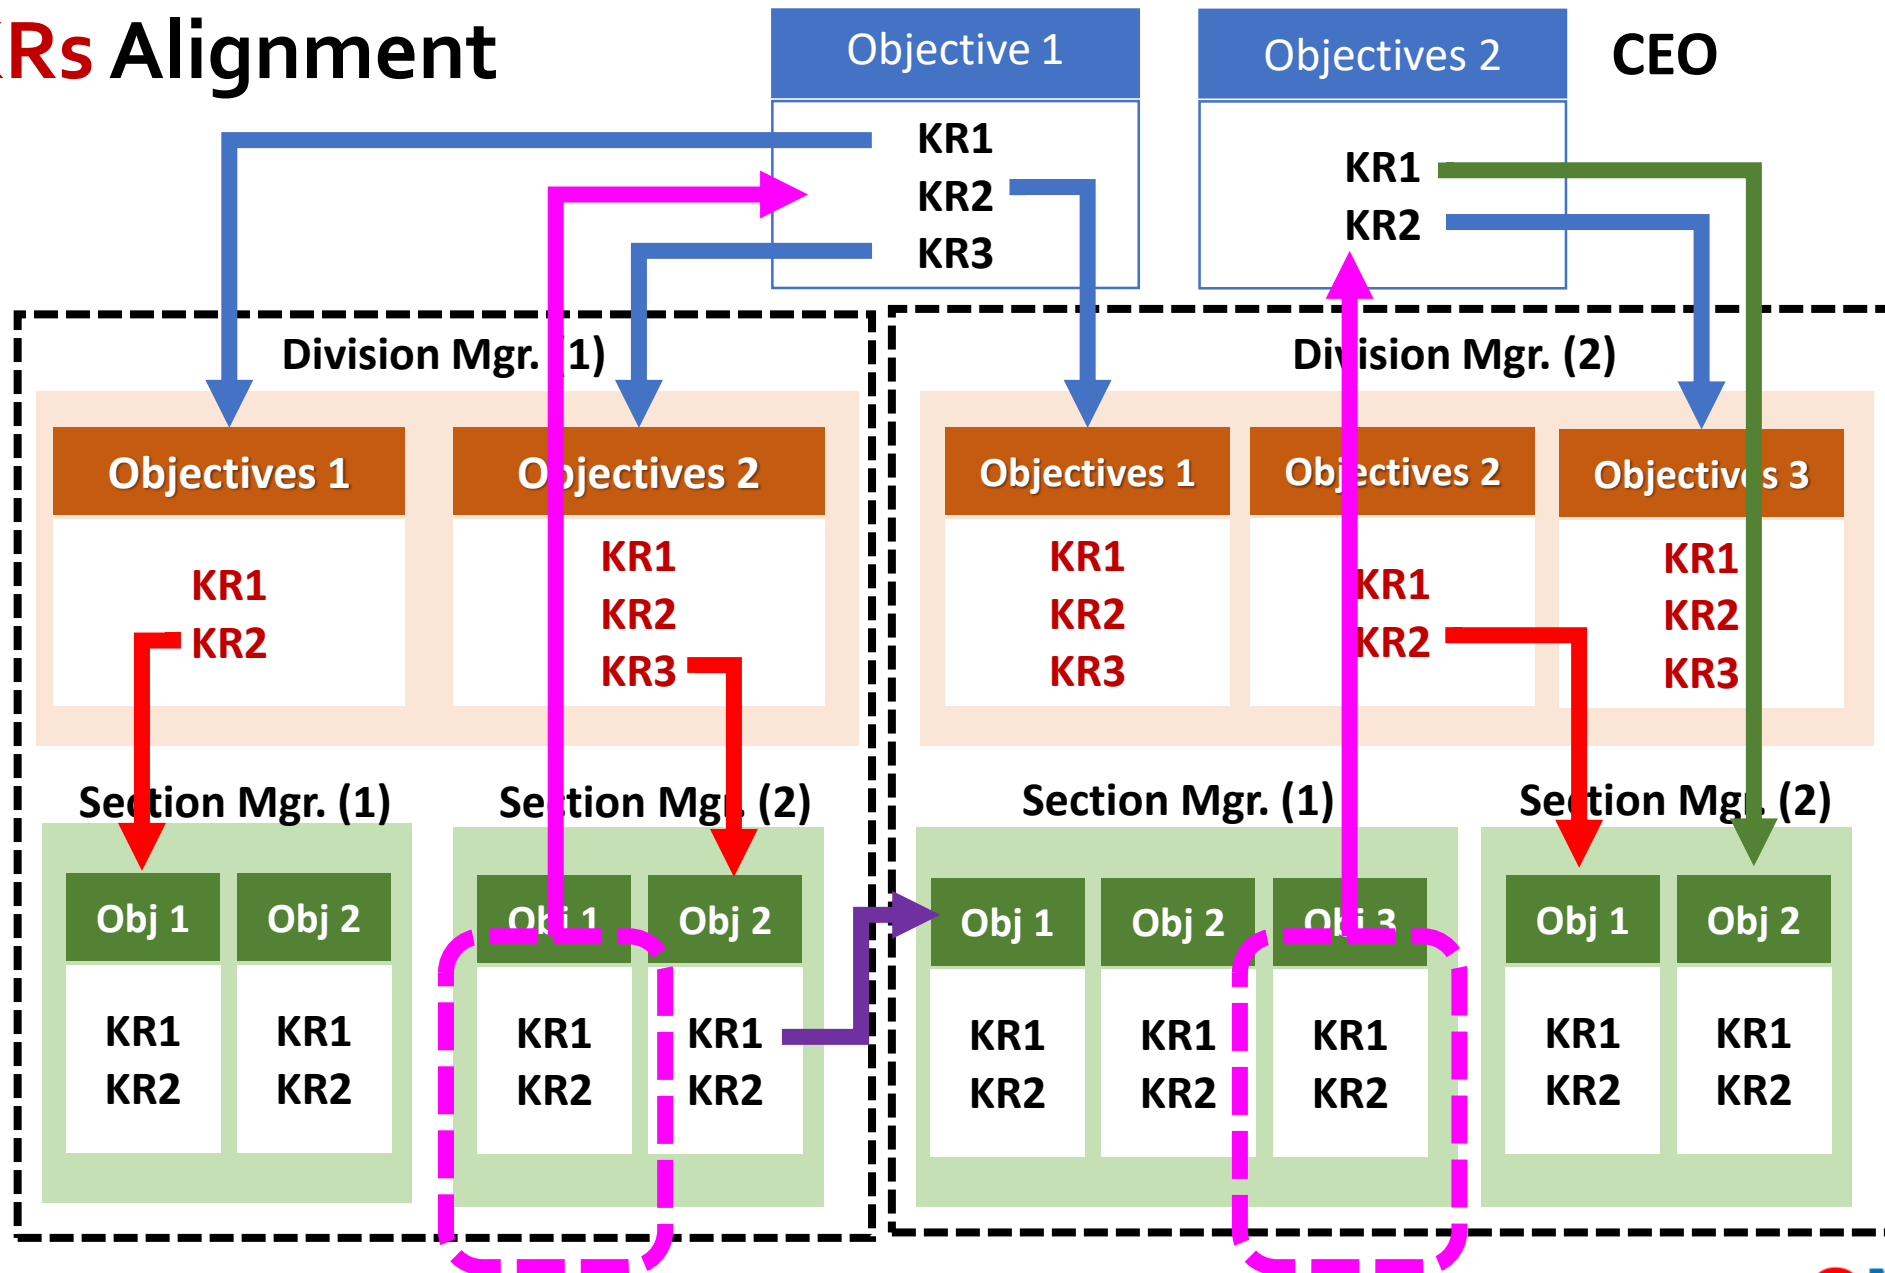 Rs Alignment
Objective 1
Objectives 2
CEO
KR1
KR2
KR3
KR1
KR2
Division Mgr. (1)
Division Mgr. (2)
Objectives 1
KR1
KR2
Objectives 2
KR1
KR2
KR3
Objectives 1
KR1
KR2
KR3
Objectives 2
KR1
KR2
Objectives 3
KR1
KR2
KR3
Section Mgr. (1)
Section Mgr. (2)
Section Mgr. (1)
Section Mgr. (2)
Obj 1
KR1
KR2
Obj 2
KR1
KR2
Obj 1
KR1
KR2
Obj 2
KR1
KR2
Obj 1
KR1
KR2
Obj 2
KR1
KR2
Obj 3
KR1
KR2
Obj 1
KR1
KR2
Obj 2
KR1
KR2